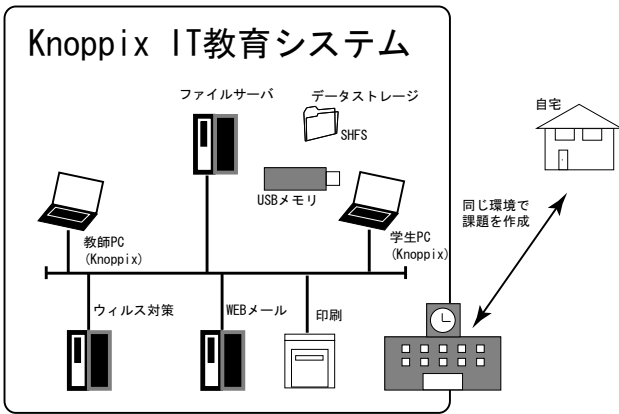 Knoppix IT教育システム
ファイルサーバ
データストレージ
SHFS
自宅
USBメモリ
同じ環境で
課題を作成
教師PC
(Knoppix)
学生PC
(Knoppix)
ウィルス対策
WEBメール
印刷